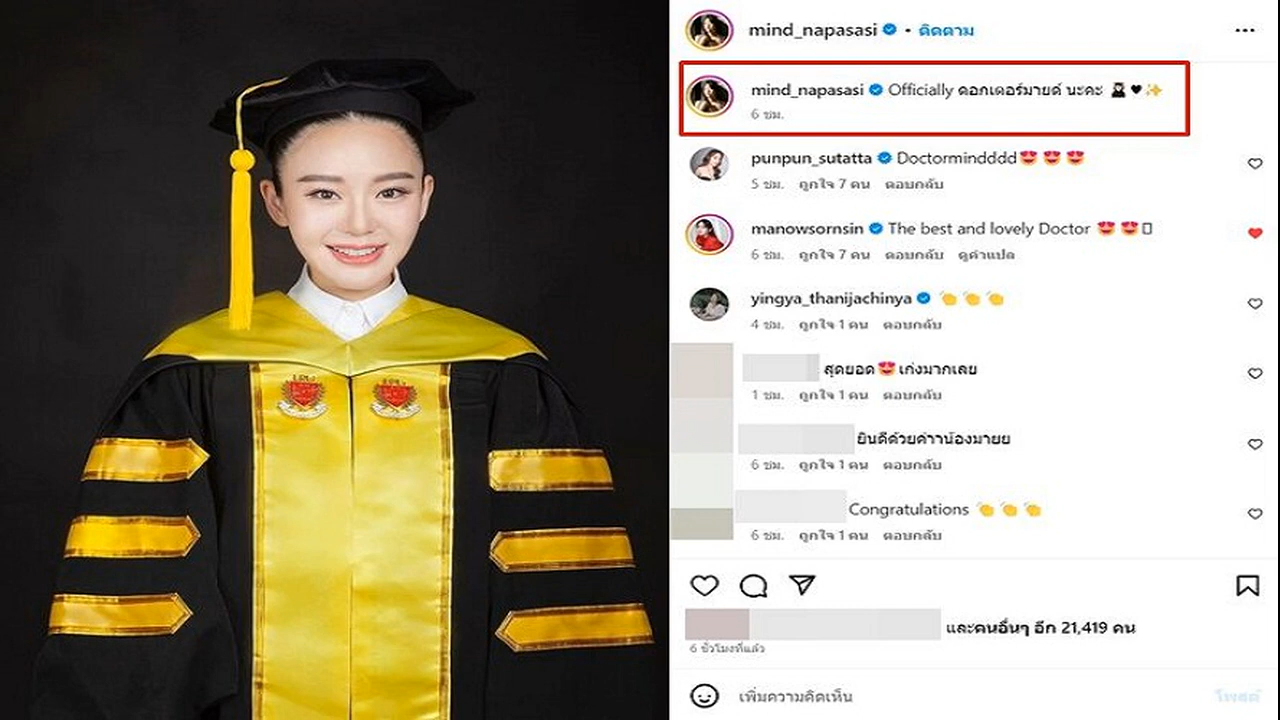 mind_napasasi • ติดตาม
mind_napasasi Officially ดอกเตอร์มายด์ นะคะ
6 ชม.
punpun_sutatta Doctormindddd
5 ชม. ถูกใจ 7 คน ตอบกลับ
manowsornsin The best and lovely Doctor
6 ชม. ถูกใจ 7 คน ตอบกลับ ดูคำแปล
yingya_thanijachinya
4 ชม. ถูกใจ 1 คน ตอบกลับ
สุดยอด เก่งมากเลย
1 ชม. ถูกใจ 1 คน ตอบกลับ
ยินดีด้วยค่าาน้องมายย
6 ชม. ถูกใจ 1 คน ตอบกลับ
Congratulations
6 ชม. ถูกใจ 1 คน ตอบกลับ
และคนอื่นๆ อีก 21,419 คน
6 ชั่วโมงที่แล้ว
เพิ่มความคิดเห็น
โพสต์